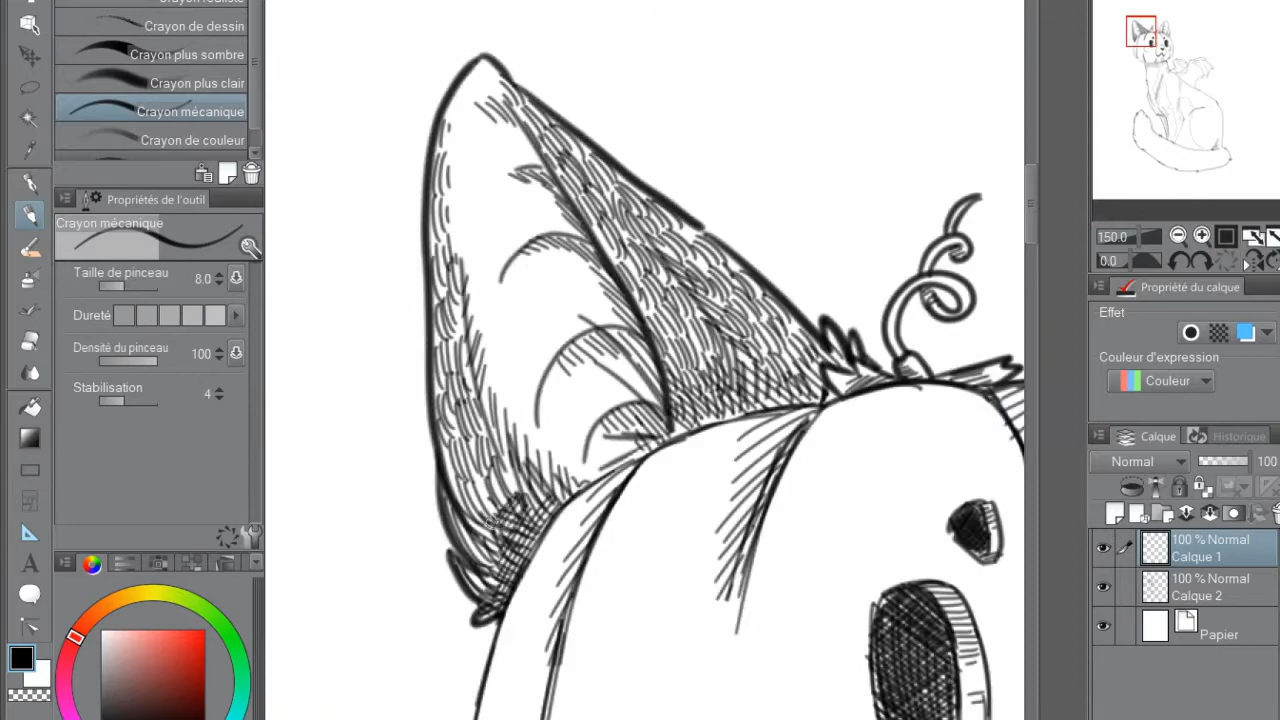 Crayon réaliste
Crayon de dessin
Crayon plus sombre
Crayon plus clair
Crayon mécanique
Crayon de couleur
Propriétés de l'outil
Crayon mécanique
Taille de pinceau 8.0
Dureté
Densité du pinceau 100
Stabilisation 4
150.0
0.0
Propriété du calque
Effet
Couleur d'expression
Couleur
Calque Historique
Normal 100
100 % Normal
Calque 1
100 % Normal
Calque 2
Papier